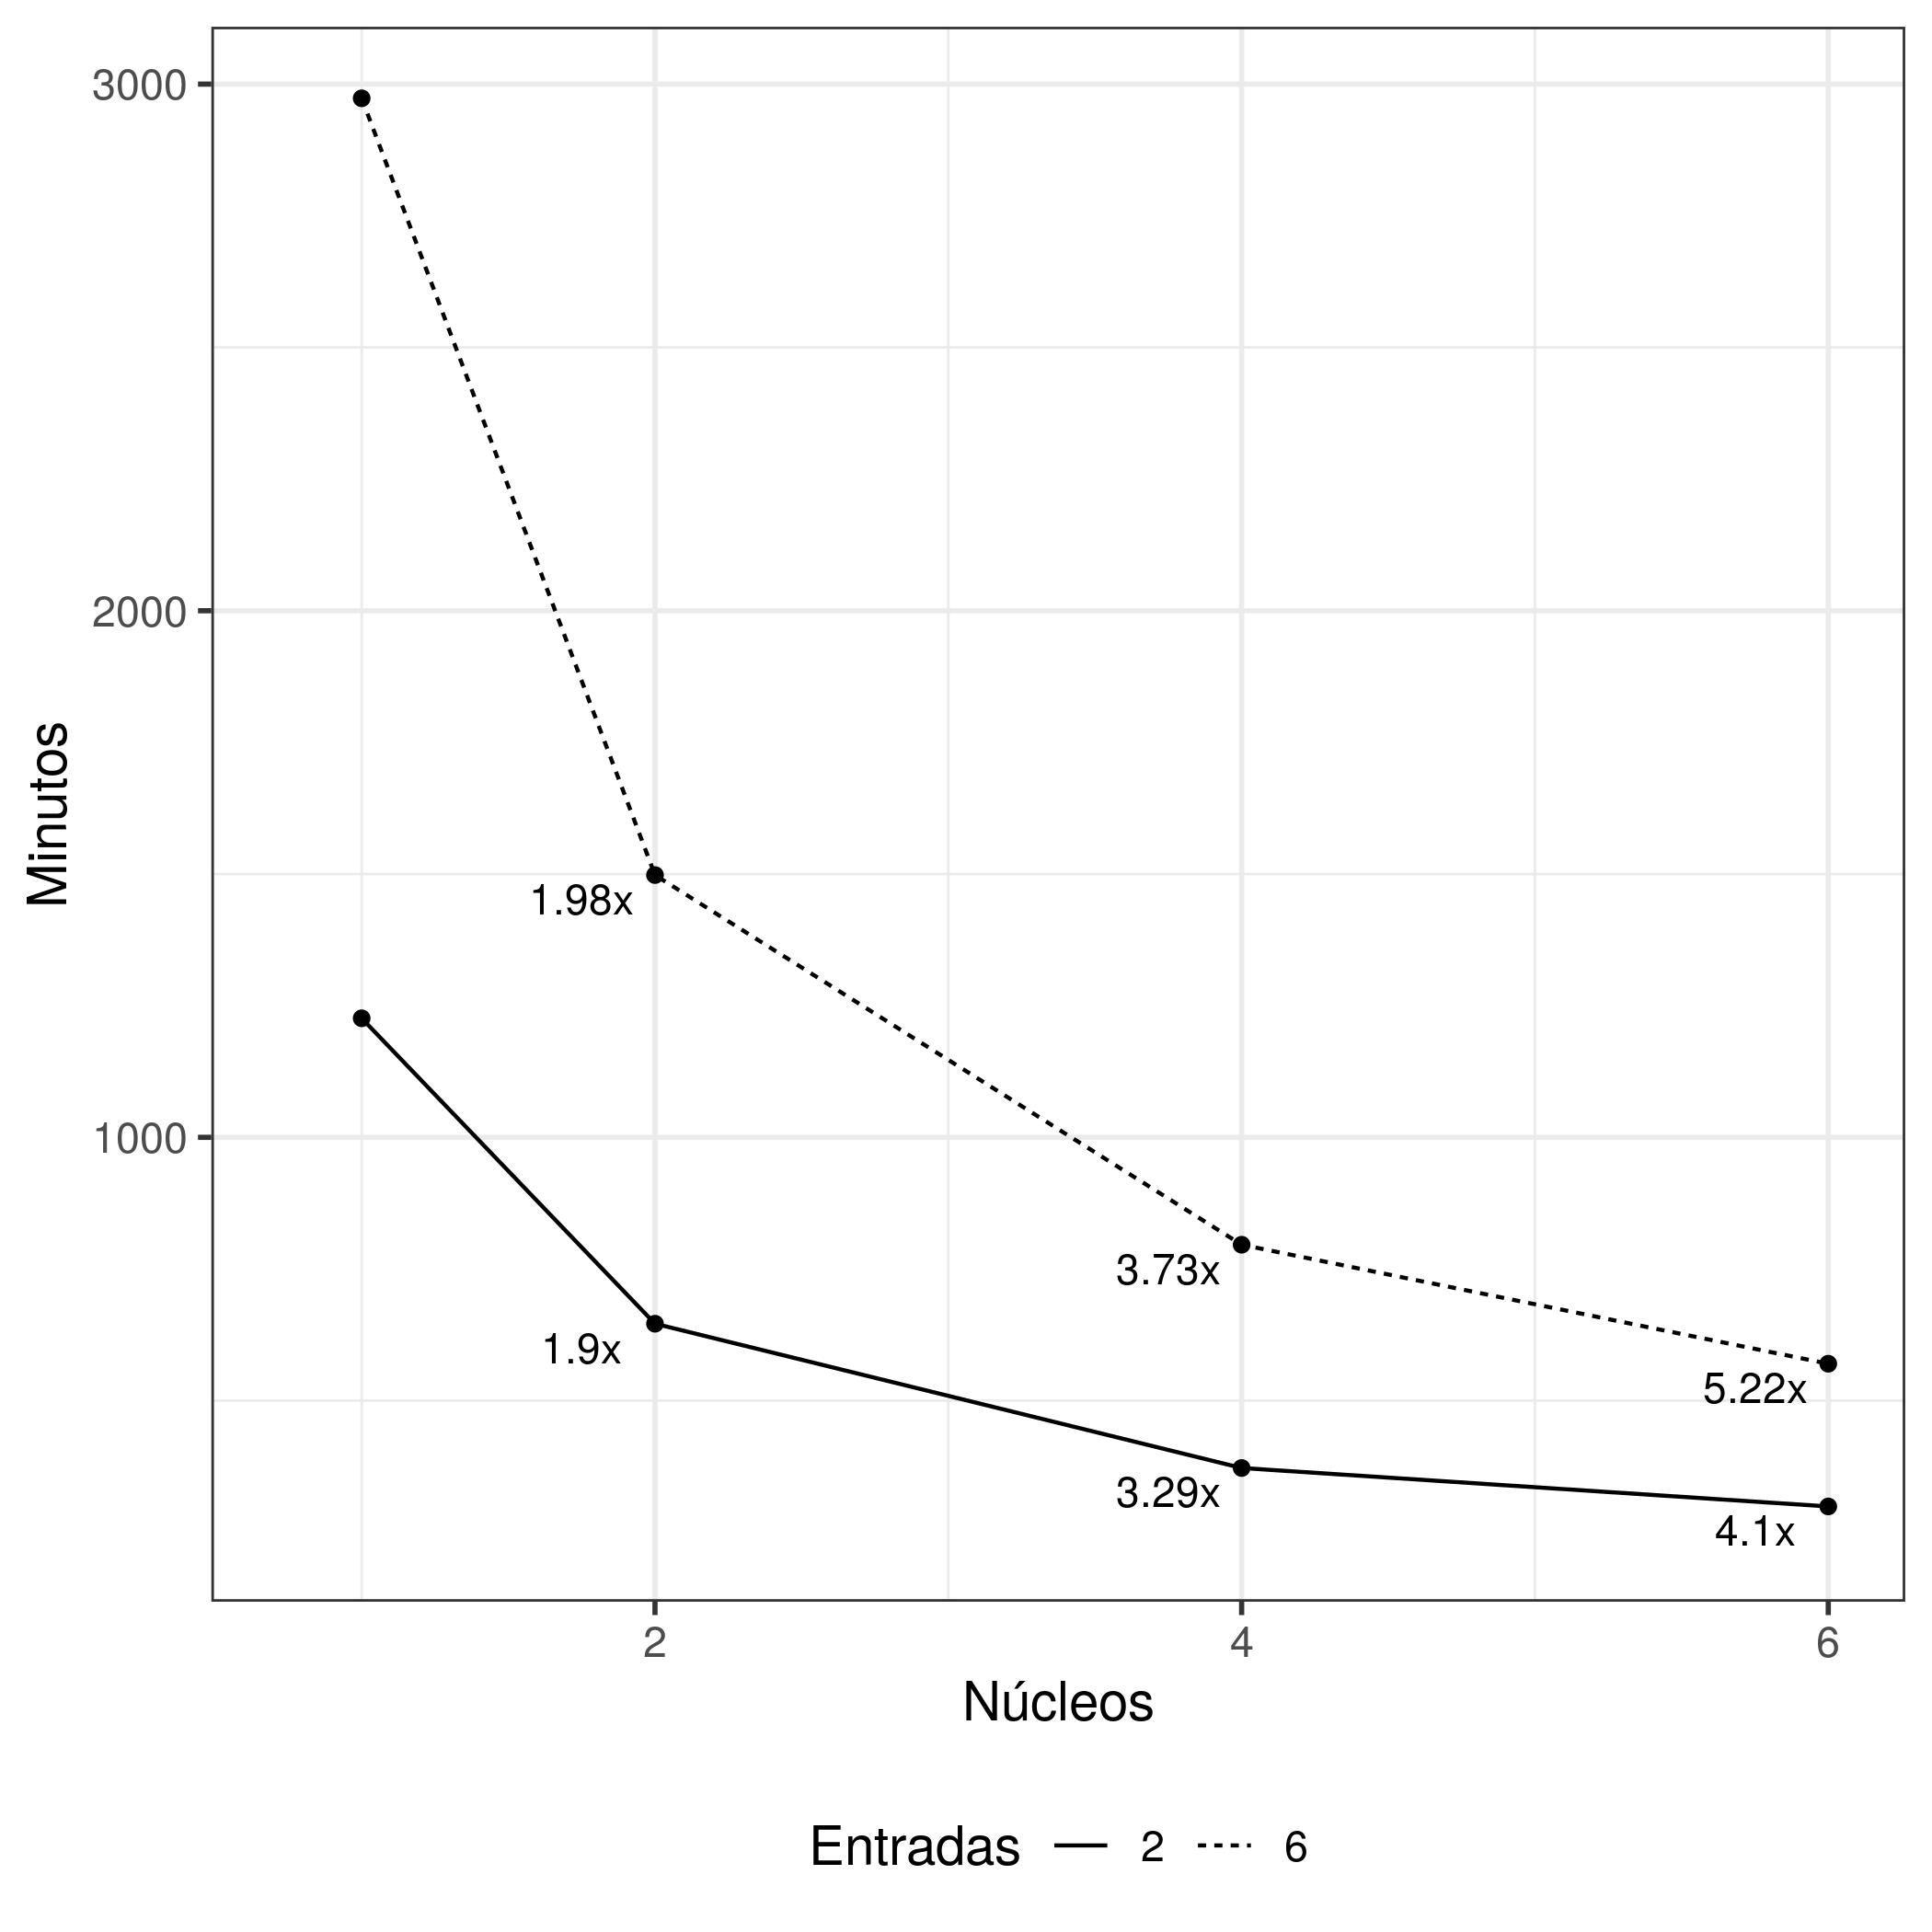 3000
2000
1000
Minutos
1.98x
1.9x
3.73x
3.29x
5.22x
4.1x
2 4 6
Núcleos
Entradas 2 6